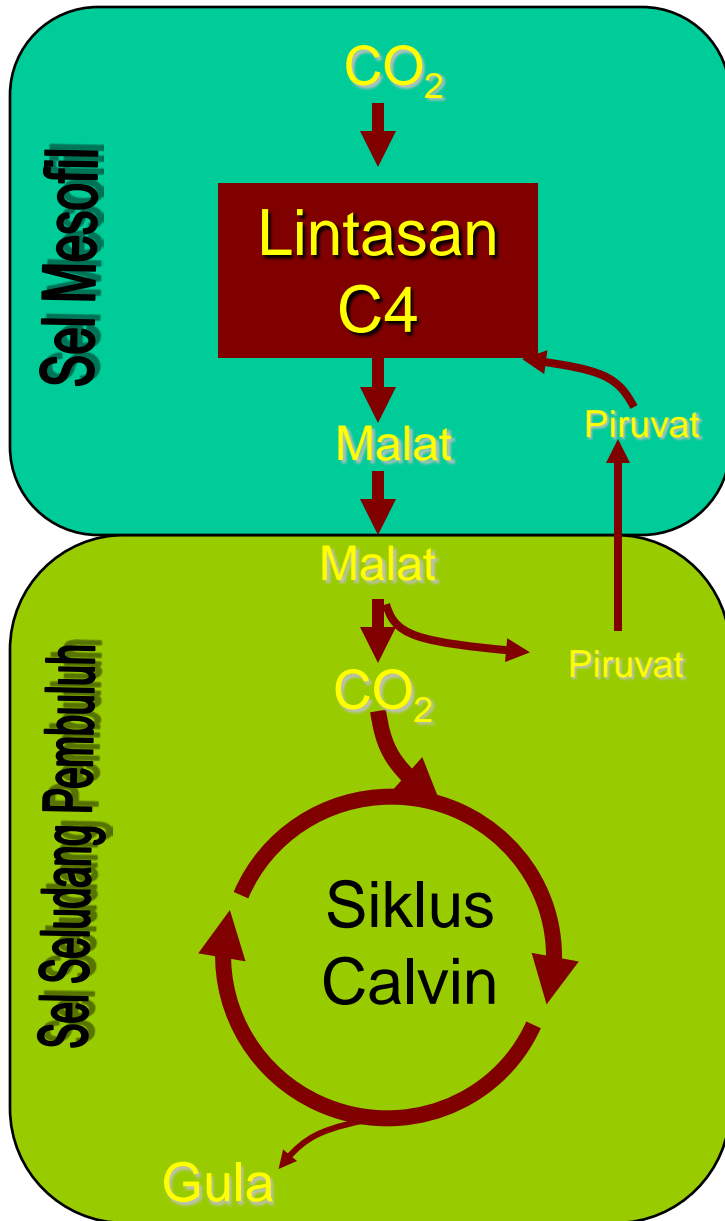 Sel Mesofil
CO₂
Lintasan
C4
Malat
Piruvat
Sel Seludang Pembuluh
Malat
Piruvat
CO₂
Siklus
Calvin
Gula